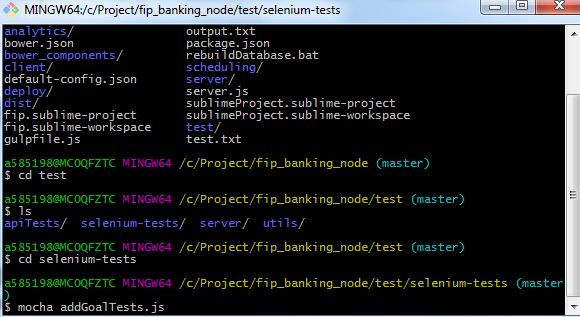 MINGW64:/c/Project/fip_banking_node/test/selenium-tests
analytics/ output.txt
bower.json package.json
bower_components/ rebuildDatabase.bat
client/ scheduling/
default-config.json server/
deploy/ server.js
dist/ sublimeProject.sublime-project
fip.sublime-project sublimeProject.sublime-workspace
fip.sublime-workspace test/
gulpfile.js test.txt
a585198@MCOQFZTC MINGW64 /c/Project/fip_banking_node (master)
$ cd test
a585198@MCOQFZTC MINGW64 /c/Project/fip_banking_node/test (master)
$ ls
apiTests/ selenium-tests/ server/ utils/
a585198@MCOQFZTC MINGW64 /c/Project/fip_banking_node/test (master)
$ cd selenium-tests
a585198@MCOQFZTC MINGW64 /c/Project/fip_banking_node/test/selenium-tests (master
)
$ mocha addGoalTests.js